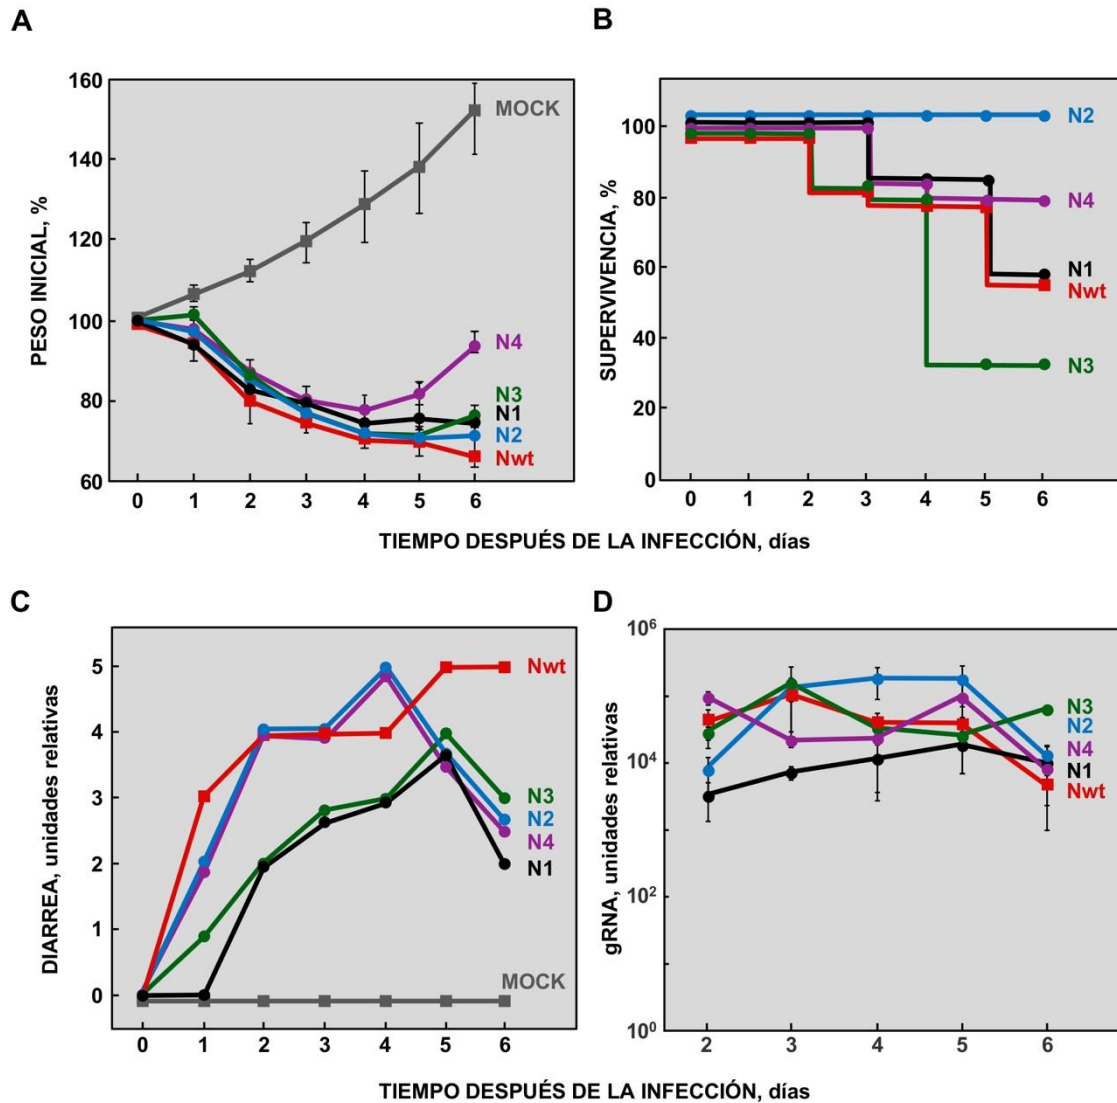 A
PESO INICIAL, %
160
140
120
100
80
60
0 1 2 3 4 5 6
MOCK
N4
N3
N1
N2
Nwt
B
SUPERVIVENCIA, %
100
80
60
40
20
0
0 1 2 3 4 5 6
N2
N4
N1
Nwt
N3
TIEMPO DESPUÉS DE LA INFECCIÓN, días
C
DIARREA, unidades relativas
5
4
3
2
1
0
0 1 2 3 4 5 6
Nwt
N3
N2
N4
N1
MOCK
D
gRNA, unidades relativas
10⁶
10⁴
10²
10⁰
2 3 4 5 6
N3
N2
N4
N1
Nwt
TIEMPO DESPUÉS DE LA INFECCIÓN, días